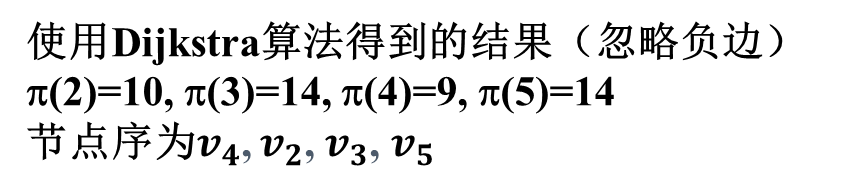 使用Dijkstra算法得到的结果（忽略负边）
π(2)=10, π(3)=14, π(4)=9, π(5)=14
节点序为v₄, v₂, v₃, v₅